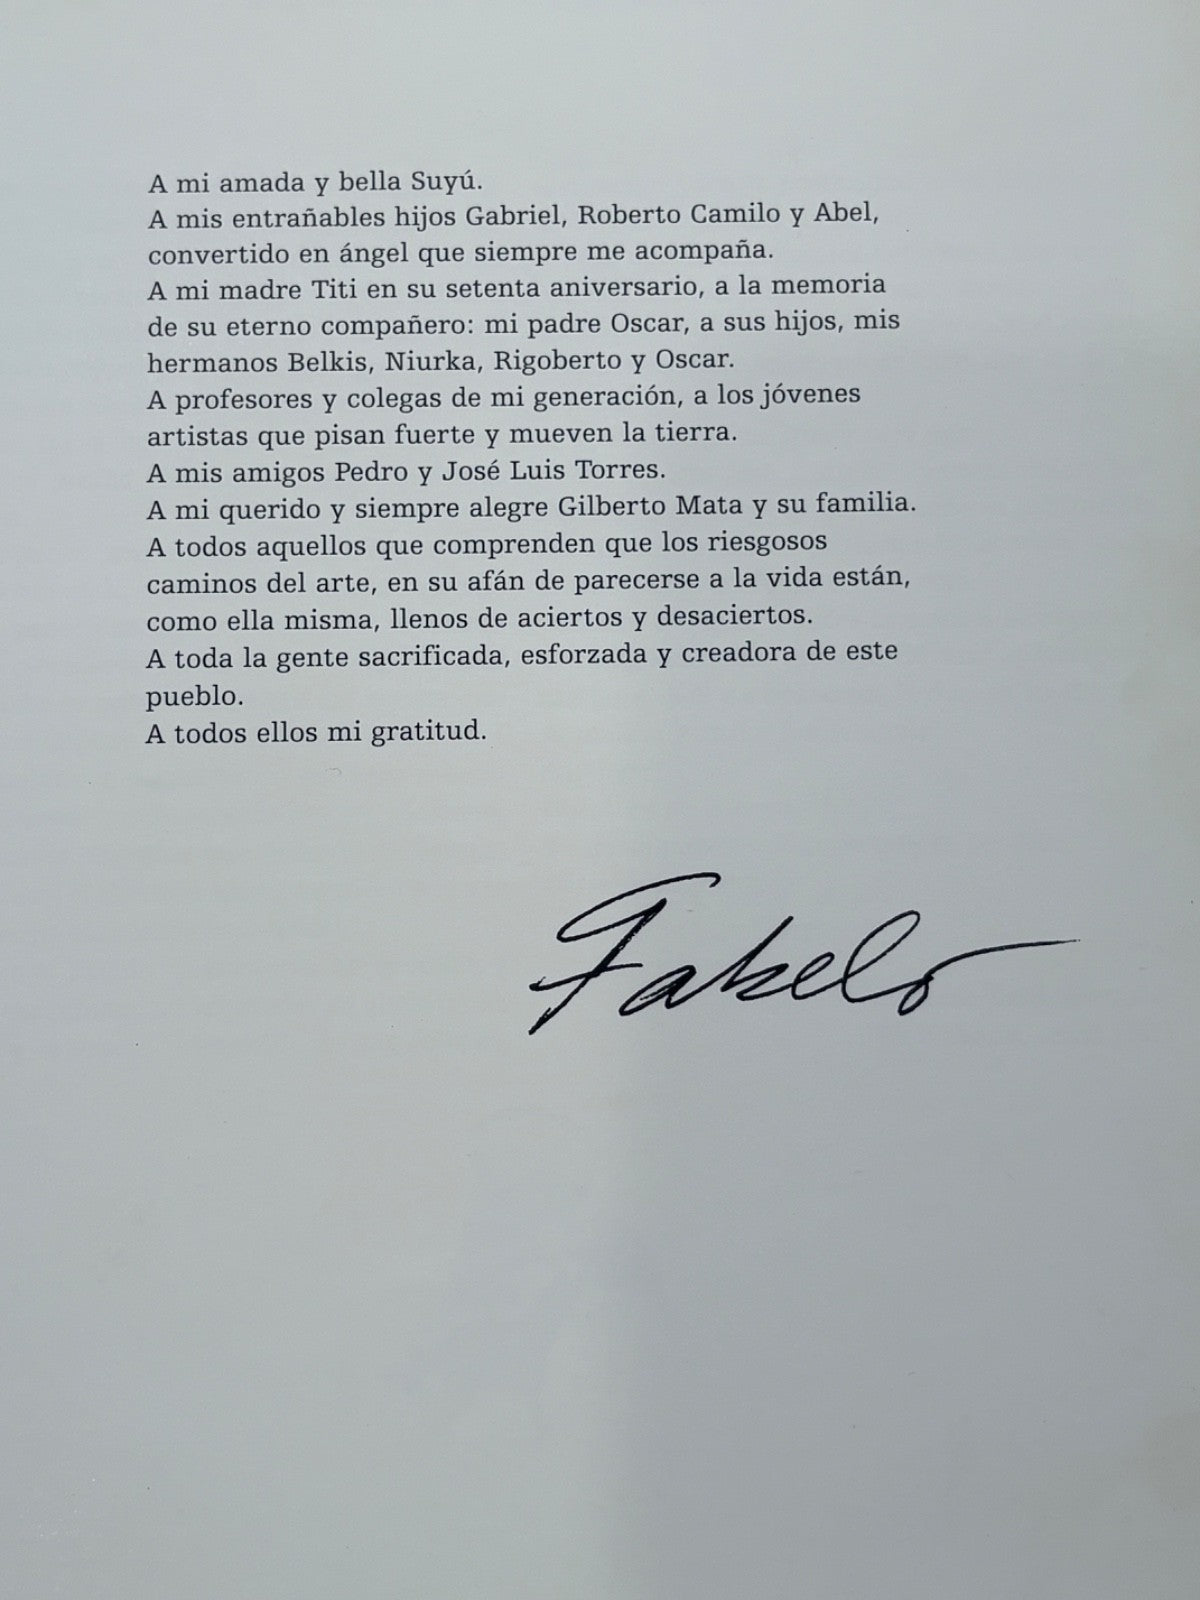 A mi amada y bella Suyú.
A mis entrañables hijos Gabriel, Roberto Camilo y Abel,
convertido en ángel que siempre me acompaña.
A mi madre Titi en su setenta aniversario, a la memoria
de su eterno compañero: mi padre Oscar, a sus hijos, mis
hermanos Belkis, Niurka, Rigoberto y Oscar.
A profesores y colegas de mi generación, a los jóvenes
artistas que pisan fuerte y mueven la tierra.
A mis amigos Pedro y José Luis Torres.
A mi querido y siempre alegre Gilberto Mata y su familia.
A todos aquellos que comprenden que los riesgosos
caminos del arte, en su afán de parecerse a la vida están,
como ella misma, llenos de aciertos y desaciertos.
A toda la gente sacrificada, esforzada y creadora de este
pueblo.
A todos ellos mi gratitud.
Fabelo